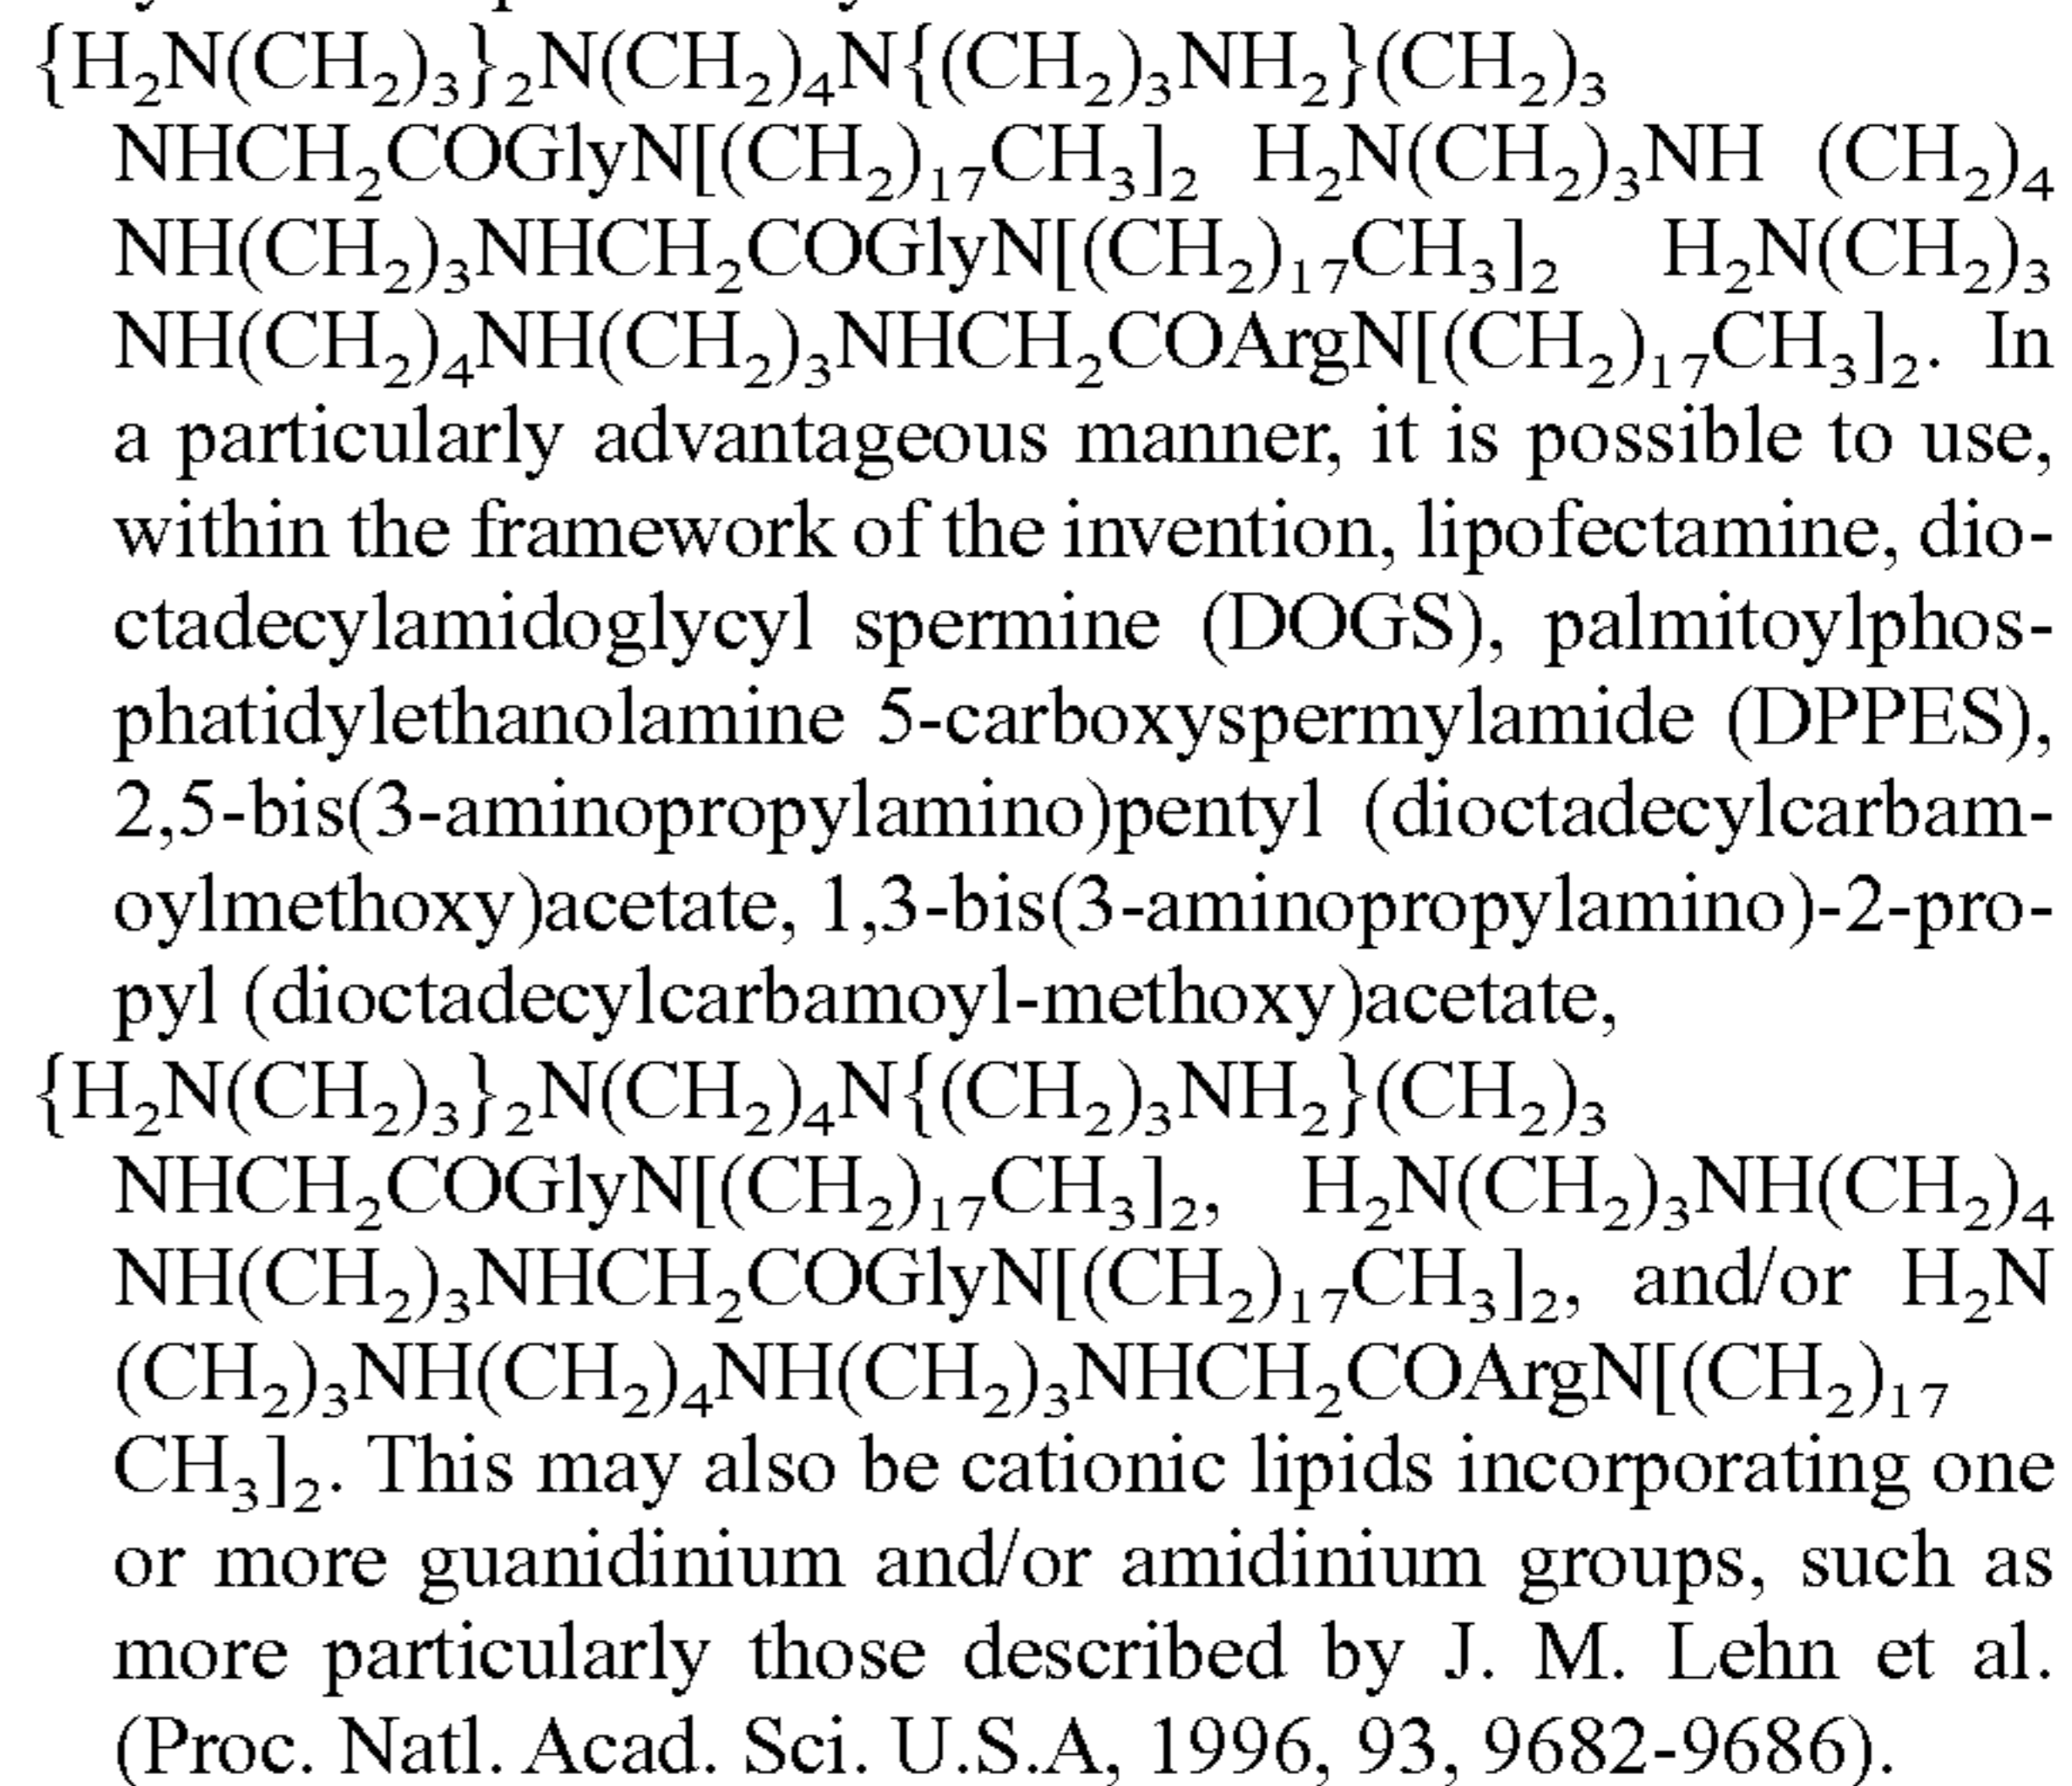 {H₂N(CH₂)₃}₂N(CH₂)₄N{(CH₂)₃NH₂}(CH₂)₃
NHCH₂COGlyN[(CH₂)₁₇CH₃]₂ H₂N(CH₂)₃NH (CH₂)₄
NH(CH₂)₃NHCH₂COGlyN[(CH₂)₁₇CH₃]₂ H₂N(CH₂)₃
NH(CH₂)₄NH(CH₂)₃NHCH₂COArgN[(CH₂)₁₇CH₃]₂. In
a particularly advantageous manner, it is possible to use,
within the framework of the invention, lipofectamine, dio-
ctadecylamidoglycyl spermine (DOGS), palmitoylphos-
phatidylethanolamine 5-carboxyspermylamide (DPPES),
2,5-bis(3-aminopropylamino)pentyl (dioctadecylcarbam-
oylmethoxy)acetate, 1,3-bis(3-aminopropylamino)-2-pro-
pyl (dioctadecylcarbamoyl-methoxy)acetate,
{H₂N(CH₂)₃}₂N(CH₂)₄N{(CH₂)₃NH₂}(CH₂)₃
NHCH₂COGlyN[(CH₂)₁₇CH₃]₂, H₂N(CH₂)₃NH(CH₂)₄
NH(CH₂)₃NHCH₂COGlyN[(CH₂)₁₇CH₃]₂, and/or H₂N
(CH₂)₃NH(CH₂)₄NH(CH₂)₃NHCH₂COArgN[(CH₂)₁₇
CH₃]₂. This may also be cationic lipids incorporating one
or more guanidinium and/or amidinium groups, such as
more particularly those described by J. M. Lehn et al.
(Proc. Natl. Acad. Sci. U.S.A, 1996, 93, 9682-9686).